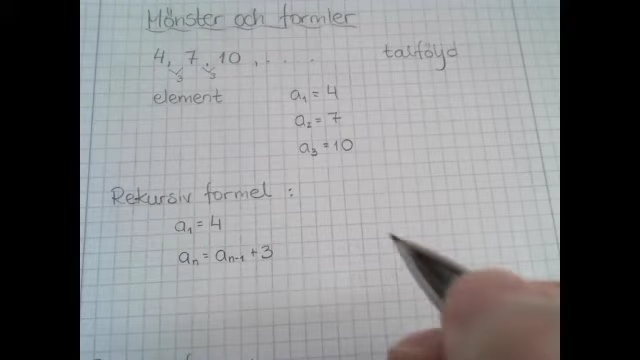 Mönster och formler
4, 7, 10, . . . . talföljd
3 3
element a₁ = 4
a₂ = 7
a₃ = 10
Rekursiv formel :
a₁ = 4
aₙ = aₙ₋₁ + 3